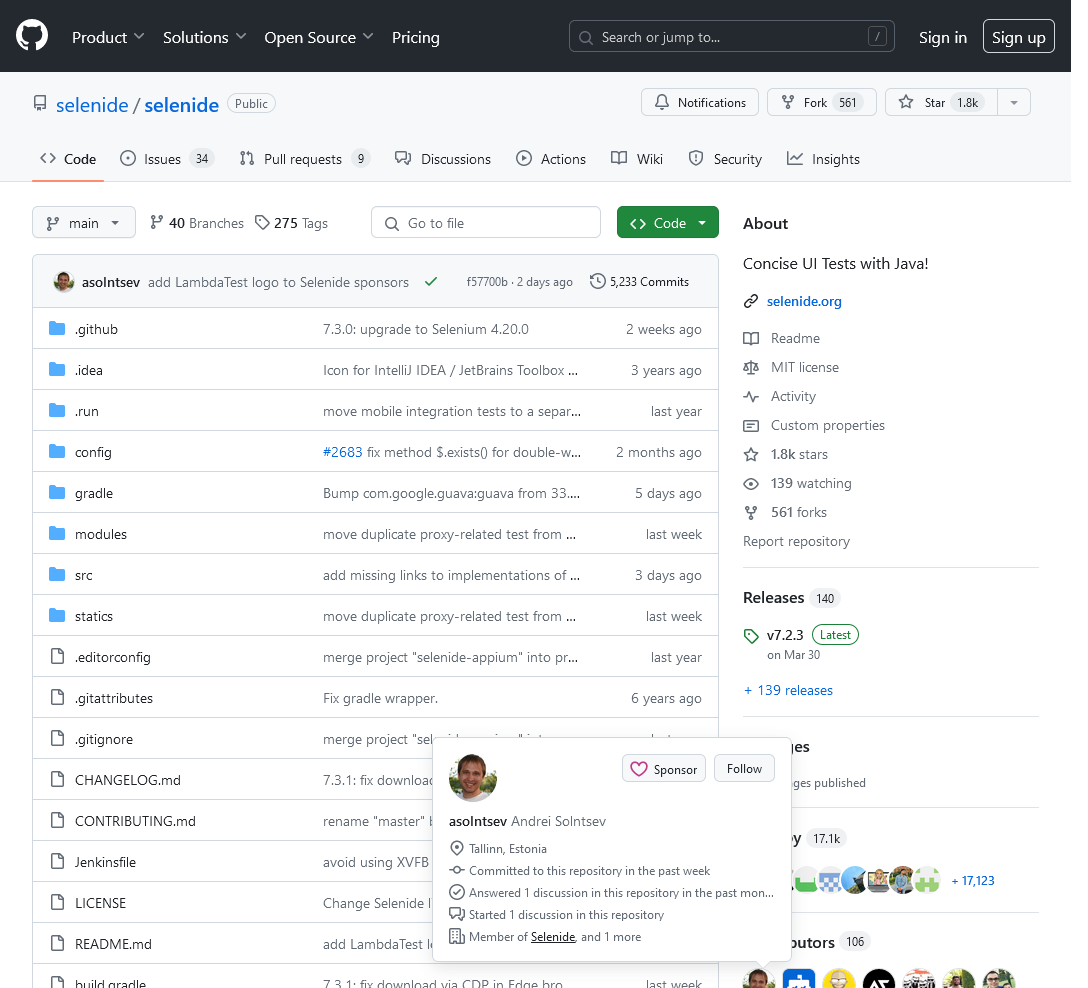 Product Solutions Open Source Pricing Search or jump to... / Sign in Sign up
selenide / selenide Public Notifications Fork 561 Star 1.8k
Code Issues 34 Pull requests 9 Discussions Actions Wiki Security Insights
main 40 Branches 275 Tags Go to file Code
asolntsev add LambdaTest logo to Selenide sponsors f57700b · 2 days ago 5,233 Commits
.github 7.3.0: upgrade to Selenium 4.20.0 2 weeks ago
.idea Icon for IntelliJ IDEA / JetBrains Toolbox ... 3 years ago
.run move mobile integration tests to a separ... last year
config #2683 fix method $.exists() for double-w... 2 months ago
gradle Bump com.google.guava:guava from 33.... 5 days ago
modules move duplicate proxy-related test from ... last week
src add missing links to implementations of ... 3 days ago
statics move duplicate proxy-related test from ... last week
.editorconfig merge project "selenide-appium" into pr... last year
.gitattributes Fix gradle wrapper. 6 years ago
.gitignore merge project
CHANGELOG.md 7.3.1: fix download
CONTRIBUTING.md rename "master"
Jenkinsfile avoid using XVFB
LICENSE Change Selenide
README.md add LambdaTest
build.gradle 7.3.1: fix download via CDP in Edge bro... last week
About
Concise UI Tests with Java!
selenide.org
Readme
MIT license
Activity
Custom properties
1.8k stars
139 watching
561 forks
Report repository
Releases 140
v7.2.3 Latest
on Mar 30
+ 139 releases
ges
ges published
y 17.1k
+ 17,123
butors 106
Sponsor Follow
asolntsev Andrei Solntsev
Tallinn, Estonia
Committed to this repository in the past week
Answered 1 discussion in this repository in the past mon...
Started 1 discussion in this repository
Member of Selenide, and 1 more